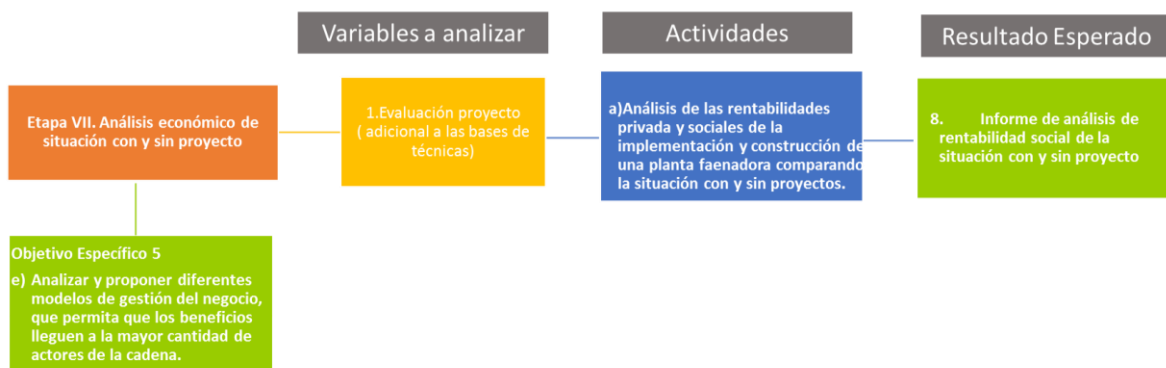 Variables a analizar
Actividades
Resultado Esperado
Etapa VII. Análisis económico de
situación con y sin proyecto
1.Evaluación proyecto
( adicional a las bases de
técnicas)
a)Análisis de las rentabilidades
privada y sociales de la
implementación y construcción de
una planta faenadora comparando
la situación con y sin proyectos.
8. Informe de análisis de
rentabilidad social de la
situación con y sin proyecto
Objetivo Específico 5
e) Analizar y proponer diferentes
modelos de gestión del negocio,
que permita que los beneficios
lleguen a la mayor cantidad de
actores de la cadena.